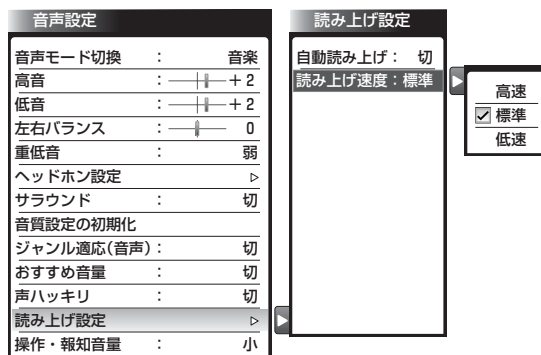 音声設定
音声モード切換 : 音楽
高音 : +2
低音 : +2
左右バランス : 0
重低音 : 弱
ヘッドホン設定
サラウンド : 切
音質設定の初期化
ジャンル適応(音声) : 切
おすすめ音量 : 切
声ハッキリ : 切
読み上げ設定
操作・報知音量 : 小
読み上げ設定
自動読み上げ : 切
読み上げ速度 : 標準
高速
標準
低速